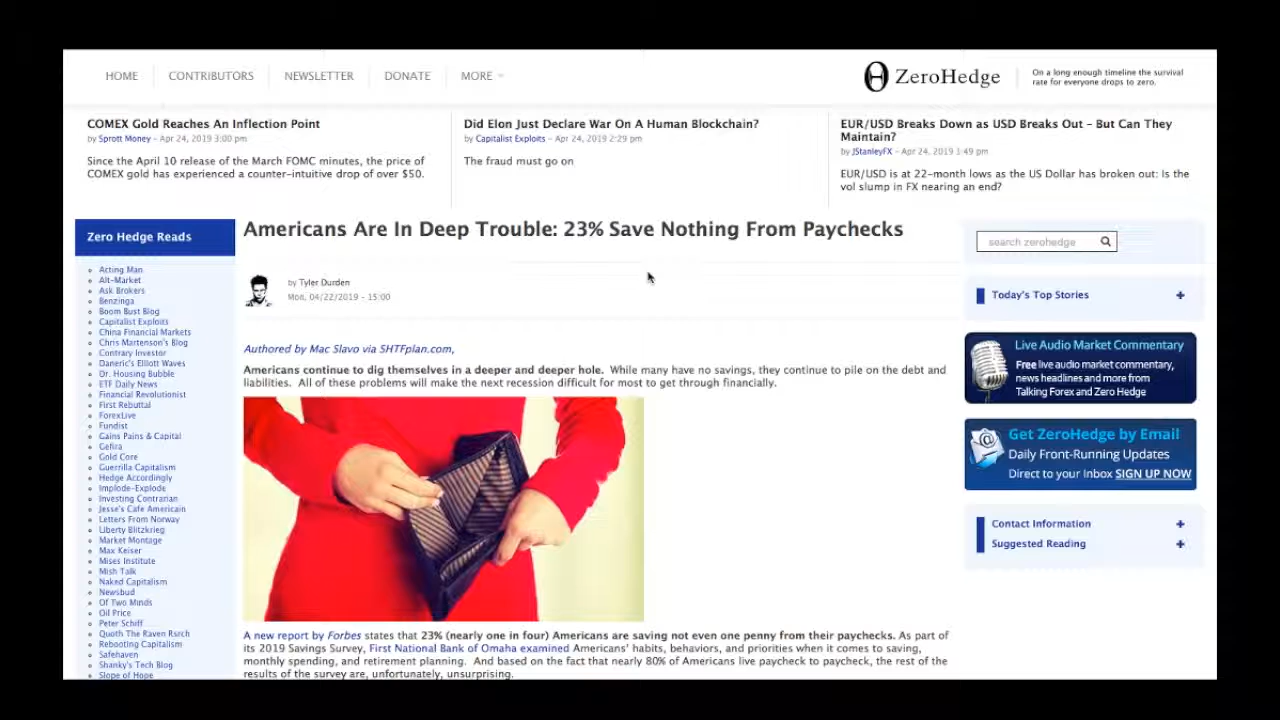 HOME
CONTRIBUTORS
NEWSLETTER
DONATE
MORE
ZeroHedge
On a long enough timeline the survival
rate for everyone drops to zero.
COMEX Gold Reaches An Inflection Point
by Sprott Money - Apr 24, 2019 3:00 pm
Since the April 10 release of the March FOMC minutes, the price of
COMEX gold has experienced a counter-intuitive drop of over $50.
Did Elon Just Declare War On A Human Blockchain?
by Capitalist Exploits - Apr 24, 2019 2:29 pm
The fraud must go on
EUR/USD Breaks Down as USD Breaks Out – But Can They
Maintain?
by JStanleyFX - Apr 24, 2019 1:49 pm
EUR/USD is at 22-month lows as the US Dollar has broken out: Is the
vol slump in FX nearing an end?
Zero Hedge Reads
Acting Man
Alt-Market
Ask Brokers
Benzinga
Boom Bust Blog
Capitalist Exploits
China Financial Markets
Chris Martenson's Blog
Contrary Investor
Daneric's Elliott Waves
Dr. Housing Bubble
ETF Daily News
Financial Revolutionist
First Rebuttal
ForexLive
Fundist
Gains Pains & Capital
Gefira
Gold Core
Guerrilla Capitalism
Hedge Accordingly
Implode-Explode
Investing Contrarian
Jesse's Cafe Americain
Letters From Norway
Liberty Blitzkrieg
Market Montage
Max Keiser
Mises Institute
Mish Talk
Naked Capitalism
Newsbud
Of Two Minds
Oil Price
Peter Schiff
Quoth The Raven Rsrch
Rebooting Capitalism
Safehaven
Shanky's Tech Blog
Slope of Hope
Americans Are In Deep Trouble: 23% Save Nothing From Paychecks
by Tyler Durden
Mon, 04/22/2019 - 15:00
Authored by Mac Slavo via SHTFplan.com,
Americans continue to dig themselves in a deeper and deeper hole. While many have no savings, they continue to pile on the debt and
liabilities. All of these problems will make the next recession difficult for most to get through financially.
A new report by Forbes states that 23% (nearly one in four) Americans are saving not even one penny from their paychecks. As part of
its 2019 Savings Survey, First National Bank of Omaha examined Americans' habits, behaviors, and priorities when it comes to saving,
monthly spending, and retirement planning. And based on the fact that nearly 80% of Americans live paycheck to paycheck, the rest of the
results of the survey are, unfortunately, unsurprising.
search zerohedge
Today's Top Stories +
Live Audio Market Commentary
Free live audio market commentary,
news headlines and more from
Talking Forex and Zero Hedge
Get ZeroHedge by Email
Daily Front-Running Updates
Direct to your Inbox SIGN UP NOW
Contact Information +
Suggested Reading +